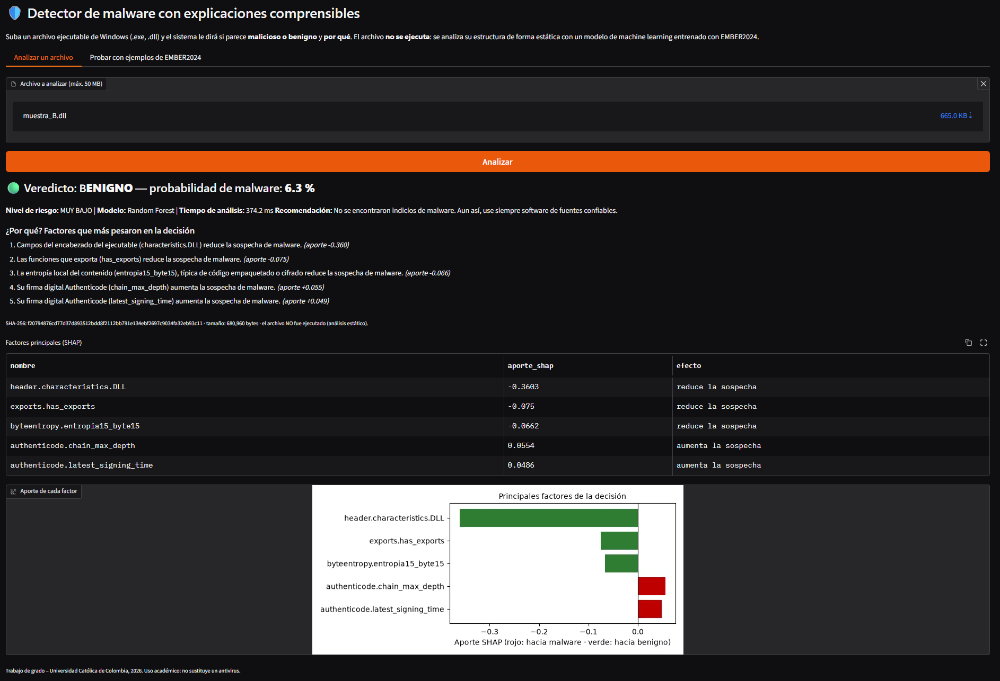 Detector de malware con explicaciones comprensibles
Suba un archivo ejecutable de Windows (.exe, .dll) y el sistema le dirá si parece malicioso o benigno y por qué. El archivo no se ejecuta: se analiza su estructura de forma estática con un modelo de machine learning entrenado con EMBER2024.
Analizar un archivo
Probar con ejemplos de EMBER2024
Archivo a analizar (máx. 50 MB)
muestra_B.dll
665.0 KB ⇣
Analizar
Veredicto: BENIGNO — probabilidad de malware: 6.3 %
Nivel de riesgo: MUY BAJO | Modelo: Random Forest | Tiempo de análisis: 374.2 ms Recomendación: No se encontraron indicios de malware. Aun así, use siempre software de fuentes confiables.
¿Por qué? Factores que más pesaron en la decisión
1. Campos del encabezado del ejecutable (characteristics.DLL) reduce la sospecha de malware. (aporte -0.360)
2. Las funciones que exporta (has_exports) reduce la sospecha de malware. (aporte -0.075)
3. La entropía local del contenido (entropia15_byte15), típica de código empaquetado o cifrado reduce la sospecha de malware. (aporte -0.066)
4. Su firma digital Authenticode (chain_max_depth) aumenta la sospecha de malware. (aporte +0.055)
5. Su firma digital Authenticode (latest_signing_time) aumenta la sospecha de malware. (aporte +0.049)
SHA-256: f20794876cd77d37d893512bdd8f2112bb791e134ebf2697c9034fa32eb93c11 · tamaño: 680,960 bytes · el archivo NO fue ejecutado (análisis estático).
Factores principales (SHAP)
nombre aporte_shap efecto
header.characteristics.DLL -0.3603 reduce la sospecha
exports.has_exports -0.075 reduce la sospecha
byteentropy.entropia15_byte15 -0.0662 reduce la sospecha
authenticode.chain_max_depth 0.0554 aumenta la sospecha
authenticode.latest_signing_time 0.0486 aumenta la sospecha
Aporte de cada factor
Principales factores de la decisión
header.characteristics.DLL
exports.has_exports
byteentropy.entropia15_byte15
authenticode.chain_max_depth
authenticode.latest_signing_time
−0.3 −0.2 −0.1 0.0
Aporte SHAP (rojo: hacia malware · verde: hacia benigno)
Trabajo de grado – Universidad Católica de Colombia, 2026. Uso académico: no sustituye un antivirus.